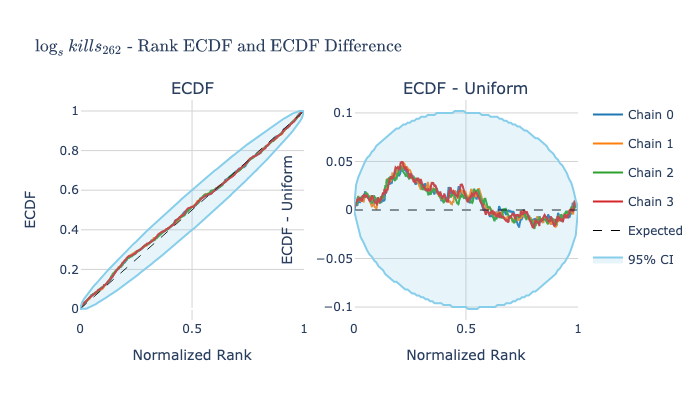 log_s kills_262 - Rank ECDF and ECDF Difference
ECDF
ECDF - Uniform
ECDF
1
0.8
0.6
0.4
0.2
0
0
0.5
1
Normalized Rank
ECDF - Uniform
0.1
0.05
0
−0.05
−0.1
0
0.5
1
Normalized Rank
Chain 0
Chain 1
Chain 2
Chain 3
Expected
95% CI